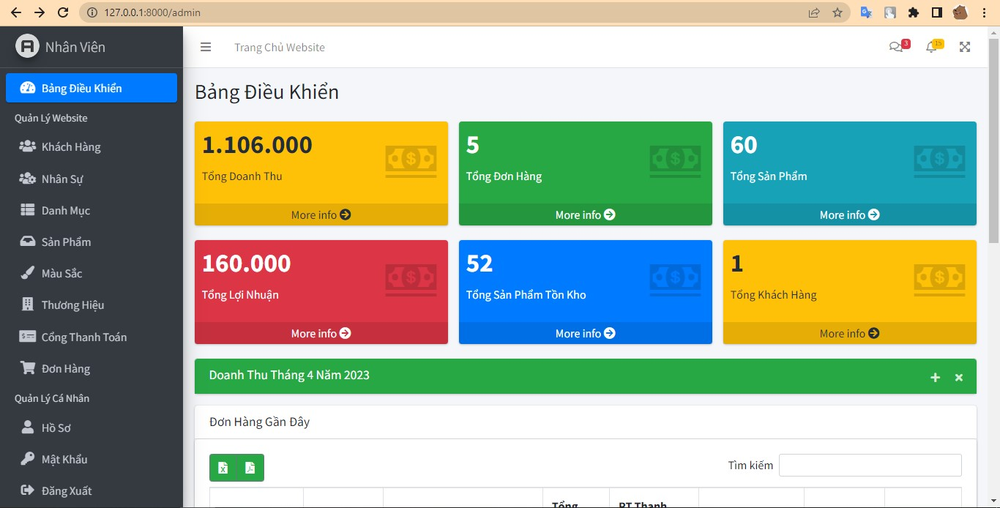 127.0.0.1:8000/admin
Nhân Viên
Trang Chủ Website
3
15
Bảng Điều Khiển
Quản Lý Website
Khách Hàng
Nhân Sự
Danh Mục
Sản Phẩm
Màu Sắc
Thương Hiệu
Cổng Thanh Toán
Đơn Hàng
Quản Lý Cá Nhân
Hồ Sơ
Mật Khẩu
Đăng Xuất
Bảng Điều Khiển
1.106.000
Tổng Doanh Thu
More info
5
Tổng Đơn Hàng
More info
60
Tổng Sản Phẩm
More info
160.000
Tổng Lợi Nhuận
More info
52
Tổng Sản Phẩm Tồn Kho
More info
1
Tổng Khách Hàng
More info
Doanh Thu Tháng 4 Năm 2023
Đơn Hàng Gần Đây
Tìm kiếm
Tổng
PT Thanh